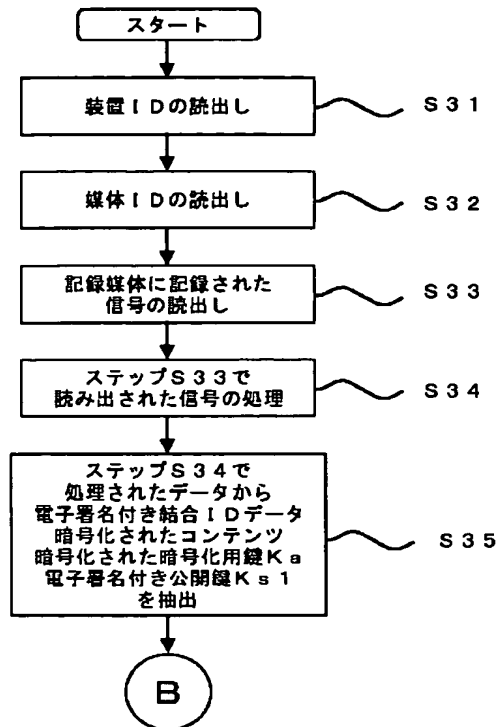 スタート
装置ＩＤの読出し
Ｓ３１
媒体ＩＤの読出し
Ｓ３２
記録媒体に記録された
信号の読出し
Ｓ３３
ステップＳ３３で
読み出された信号の処理
Ｓ３４
ステップＳ３４で
処理されたデータから
電子署名付き結合ＩＤデータ
暗号化されたコンテンツ
暗号化された暗号化用鍵Ｋａ
電子署名付き公開鍵Ｋｓ１
を抽出
Ｓ３５
B